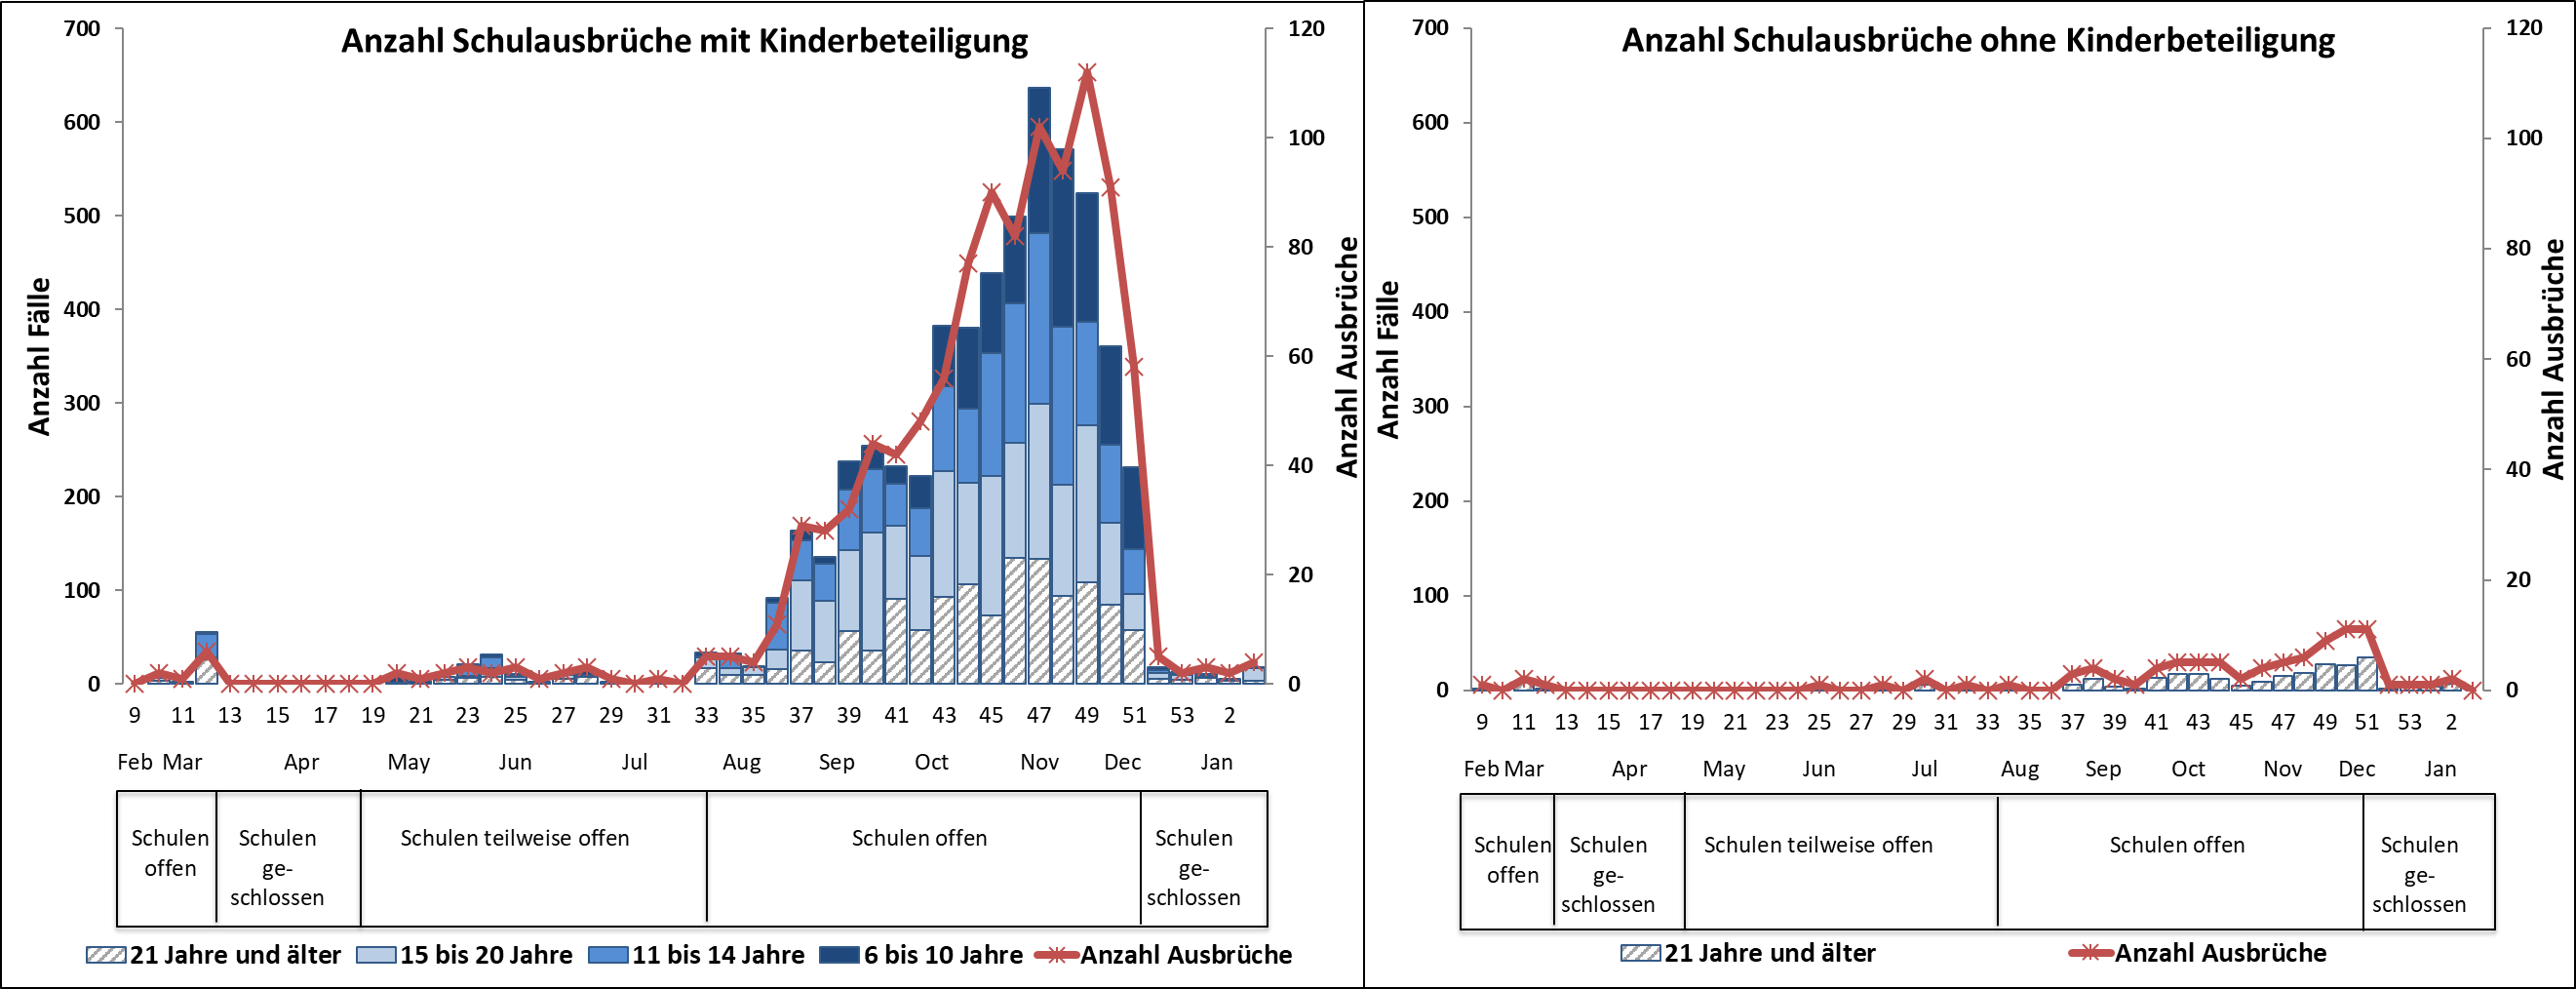 Anzahl Schulausbrüche mit Kinderbeteiligung
700
600
500
400
300
200
100
0
Anzahl Fälle
120
100
80
60
40
20
0
Anzahl Ausbrüche
9 11 13 15 17 19 21 23 25 27 29 31 33 35 37 39 41 43 45 47 49 51 53 2
Feb Mar Apr May Jun Jul Aug Sep Oct Nov Dec Jan
Schulen
offen
Schulen
ge-
schlossen
Schulen teilweise offen
Schulen offen
Schulen
ge-
schlossen
21 Jahre und älter 15 bis 20 Jahre 11 bis 14 Jahre 6 bis 10 Jahre Anzahl Ausbrüche
Anzahl Schulausbrüche ohne Kinderbeteiligung
700
600
500
400
300
200
100
0
Anzahl Fälle
120
100
80
60
40
20
0
Anzahl Ausbrüche
9 11 13 15 17 19 21 23 25 27 29 31 33 35 37 39 41 43 45 47 49 51 53 2
Feb Mar Apr May Jun Jul Aug Sep Oct Nov Dec Jan
Schulen
offen
Schulen
ge-
schlossen
Schulen teilweise offen
Schulen offen
Schulen
ge-
schlossen
21 Jahre und älter Anzahl Ausbrüche